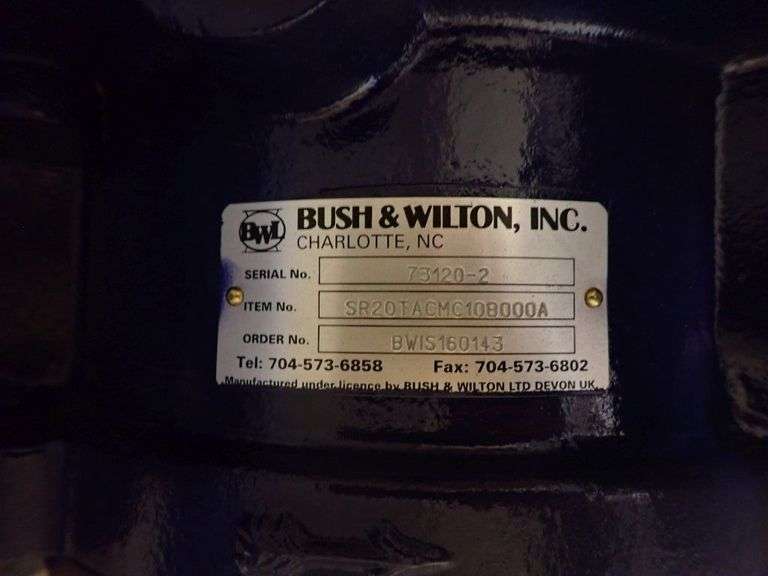 BWL BUSH & WILTON, INC.
CHARLOTTE, NC
SERIAL No. 73120-2
ITEM No. SR20TACMC10B000A
ORDER No. BWIS160143
Tel: 704-573-6858 Fax: 704-573-6802
Manufactured under licence by BUSH & WILTON LTD DEVON UK